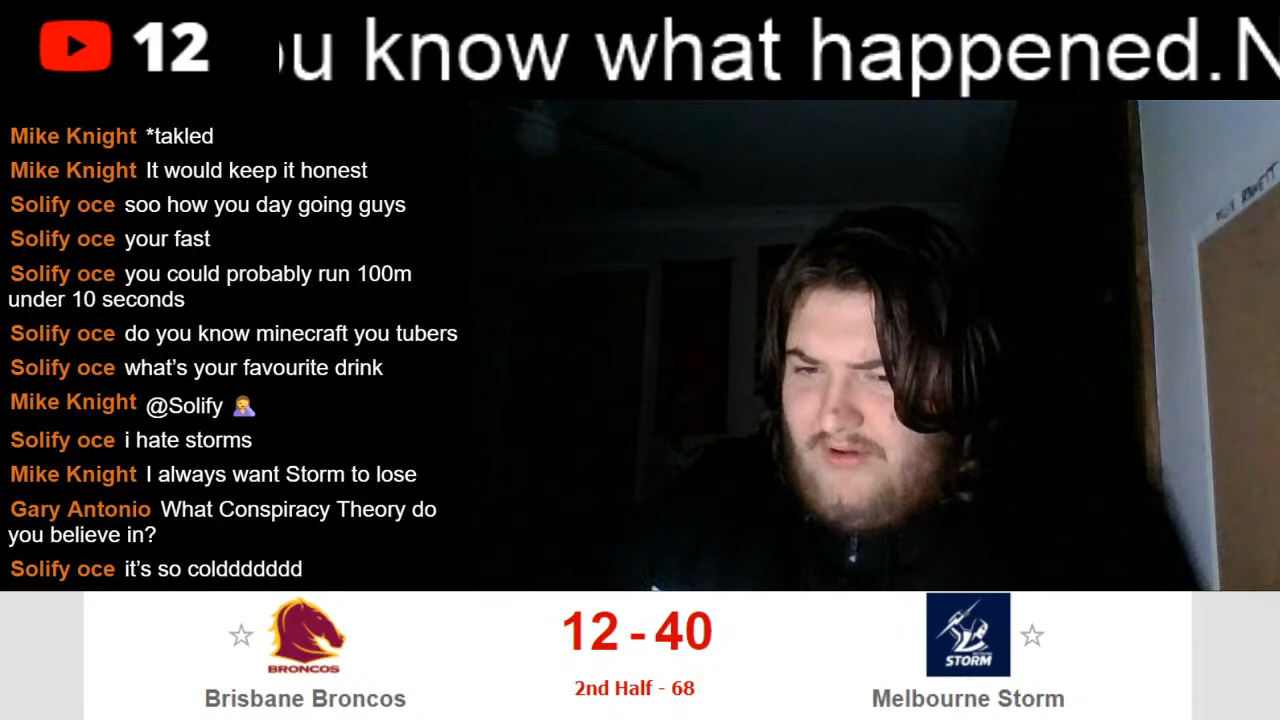 12
u know what happened.N
Mike Knight *takled
Mike Knight It would keep it honest
Solify oce soo how you day going guys
Solify oce your fast
Solify oce you could probably run 100m
under 10 seconds
Solify oce do you know minecraft you tubers
Solify oce what's your favourite drink
Mike Knight @Solify 🤦‍♀️
Solify oce i hate storms
Mike Knight I always want Storm to lose
Gary Antonio What Conspiracy Theory do
you believe in?
Solify oce it's so colddddddd
12 - 40
BRONCOS
STORM
2nd Half - 68
Brisbane Broncos
Melbourne Storm